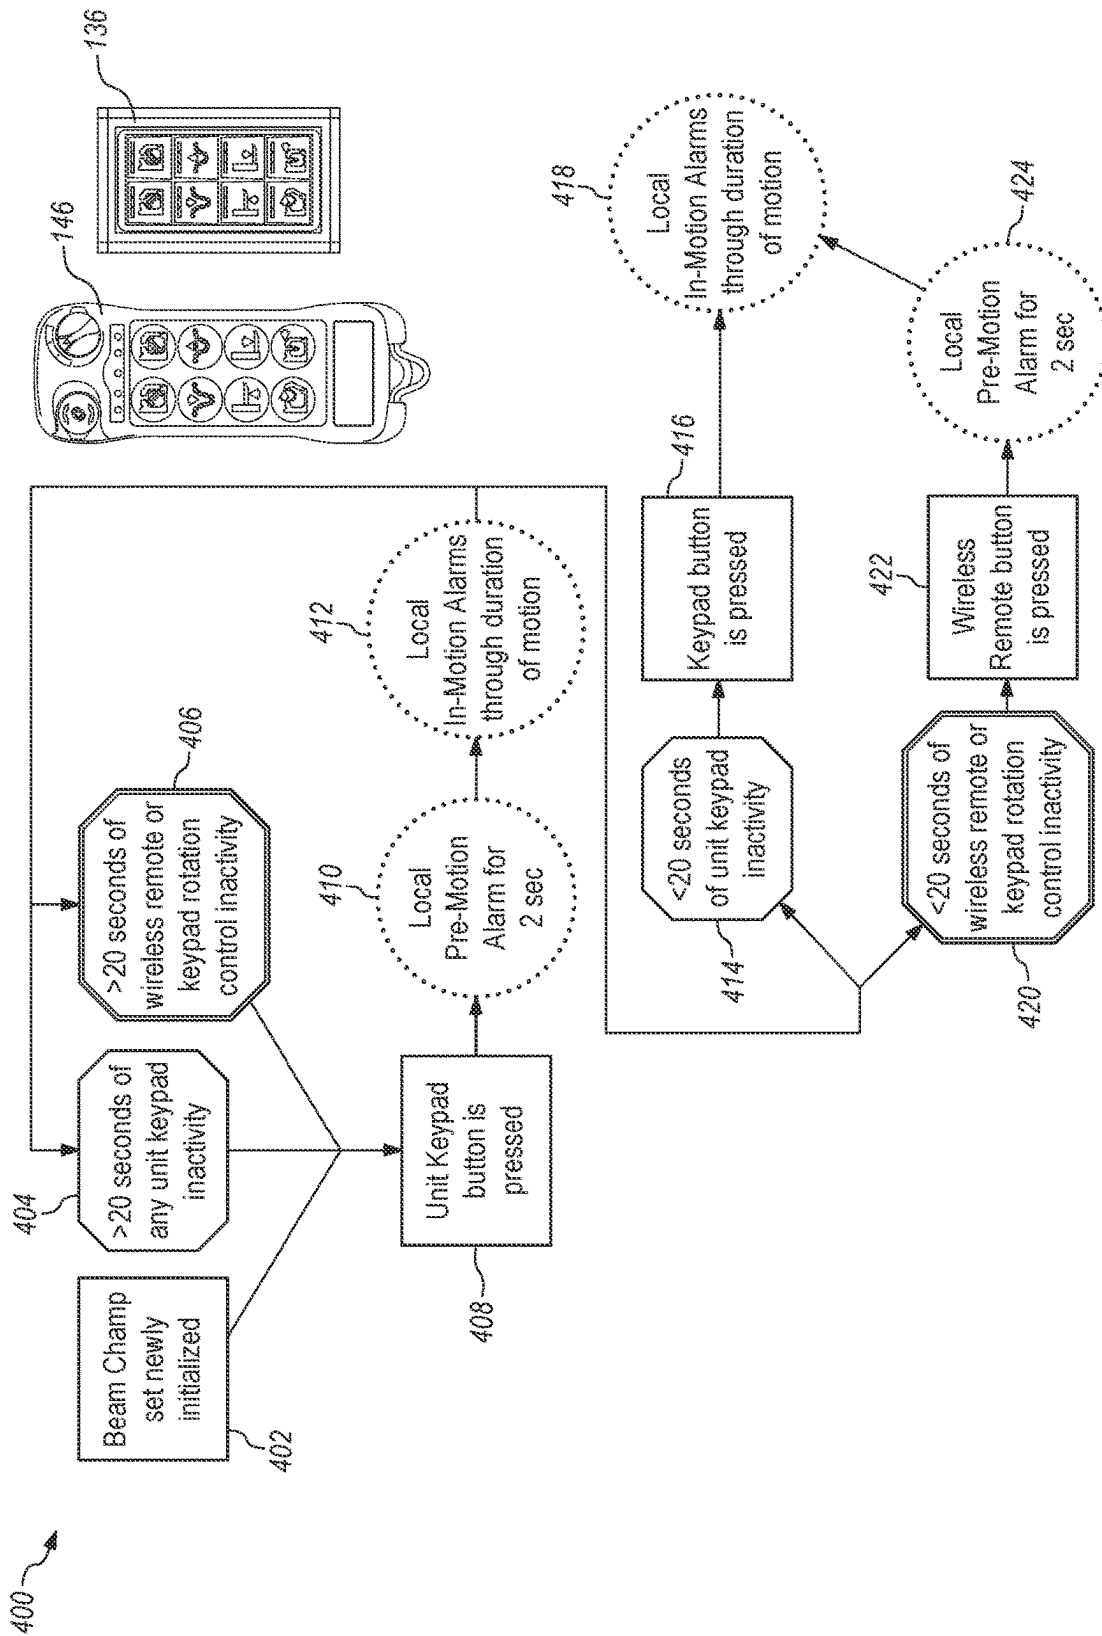 400
Beam Champ
set newly
initialized
402
404
>20 seconds of
any unit keypad
inactivity
406
>20 seconds of
wireless remote or
keypad rotation
control inactivity
146
136
Unit Keypad
button is
pressed
408
410
Local
Pre-Motion
Alarm for
2 sec
412
Local
In-Motion Alarms
through duration
of motion
<20 seconds
of unit keypad
inactivity
414
416
Keypad button
is pressed
418
Local
In-Motion Alarms
through duration
of motion
<20 seconds of
wireless remote or
keypad rotation
control inactivity
420
422
Wireless
Remote button
is pressed
424
Local
Pre-Motion
Alarm for
2 sec